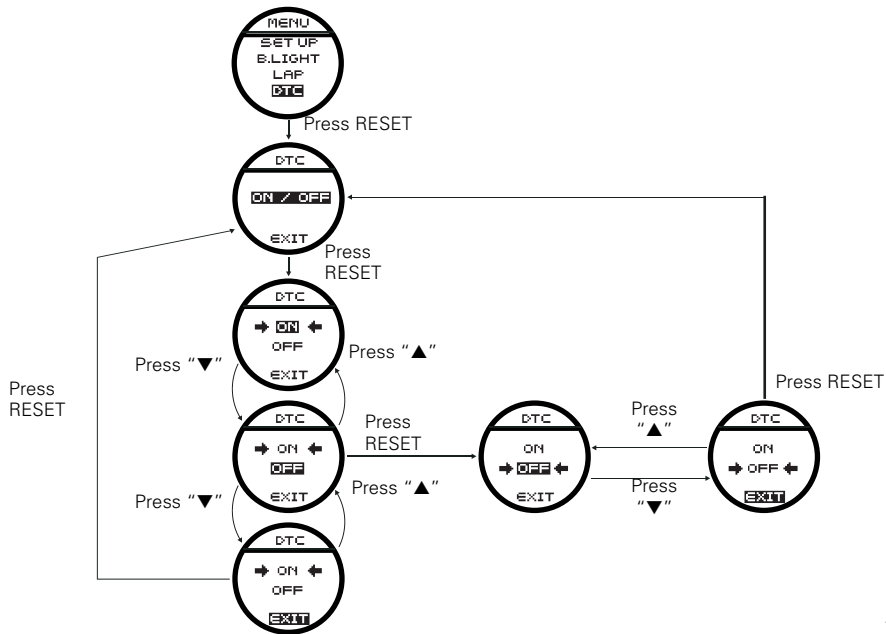 MENU
SET UP
B.LIGHT
LAP
DTC
Press RESET
DTC
ON / OFF
EXIT
Press
RESET
DTC
➡ ON ⬅
OFF
EXIT
Press "▼"
Press "▲"
Press
RESET
DTC
➡ ON ⬅
OFF
EXIT
Press
RESET
Press "▼"
Press "▲"
DTC
➡ ON ⬅
OFF
EXIT
DTC
ON
➡ OFF ⬅
EXIT
Press
"▲"
Press
"▼"
DTC
ON
➡ OFF ⬅
EXIT
Press RESET